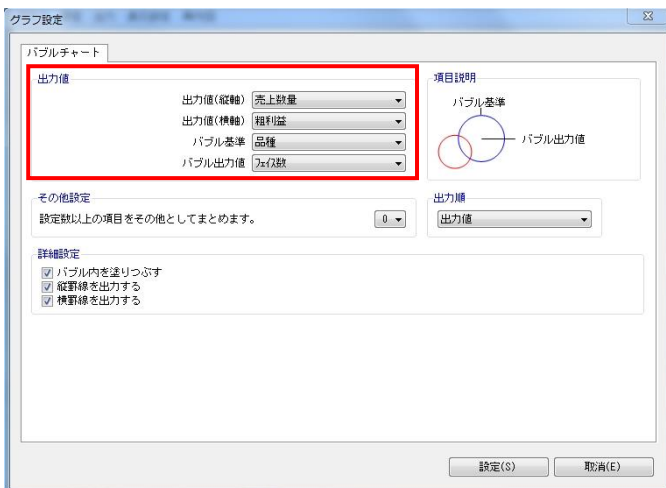 グラフ設定
バブルチャート
出力値
出力値(縦軸) 売上数量
出力値(横軸) 粗利益
バブル基準 品種
バブル出力値 ﾌｪｲｽ数
項目説明
バブル基準
バブル出力値
その他設定
設定数以上の項目をその他としてまとめます。 0
出力順
出力値
詳細設定
バブル内を塗りつぶす
縦罫線を出力する
横罫線を出力する
設定(S) 取消(E)